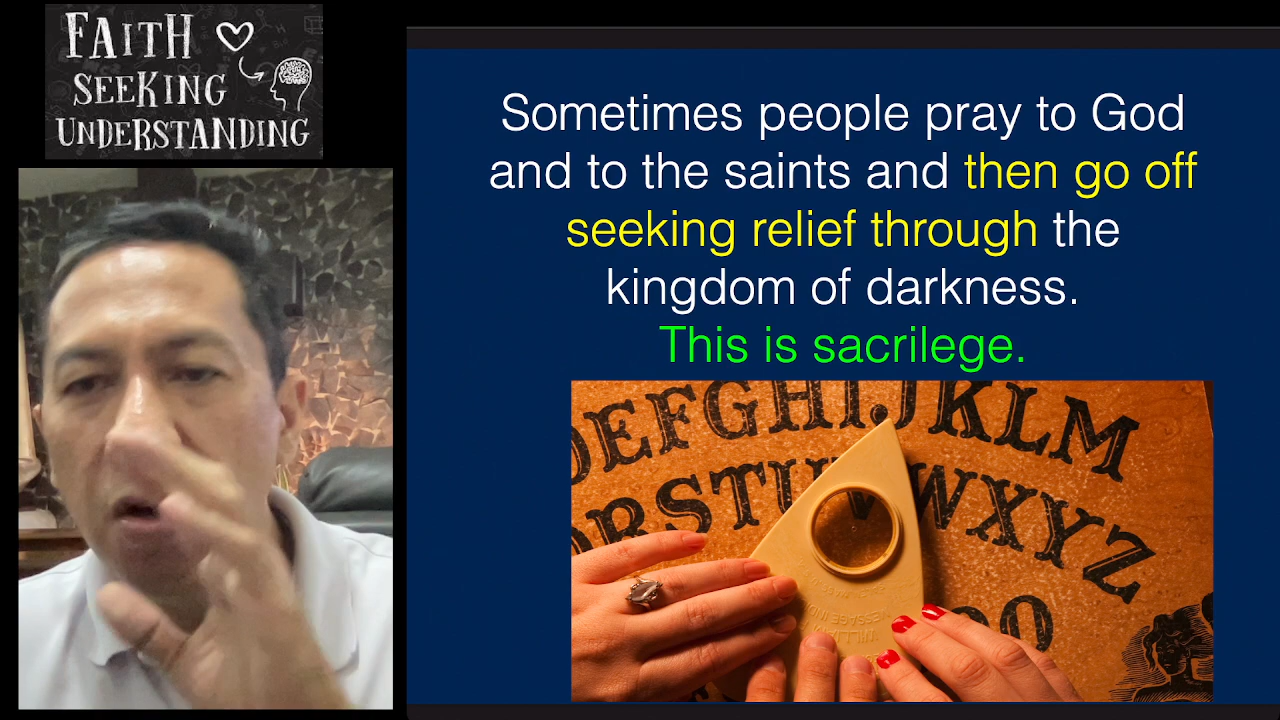 FAITH
SEEKING
UNDERSTANDING
Sometimes people pray to God
and to the saints and then go off
seeking relief through the
kingdom of darkness.
This is sacrilege.
DEFGHIJKLM
RSTUVWXYZ